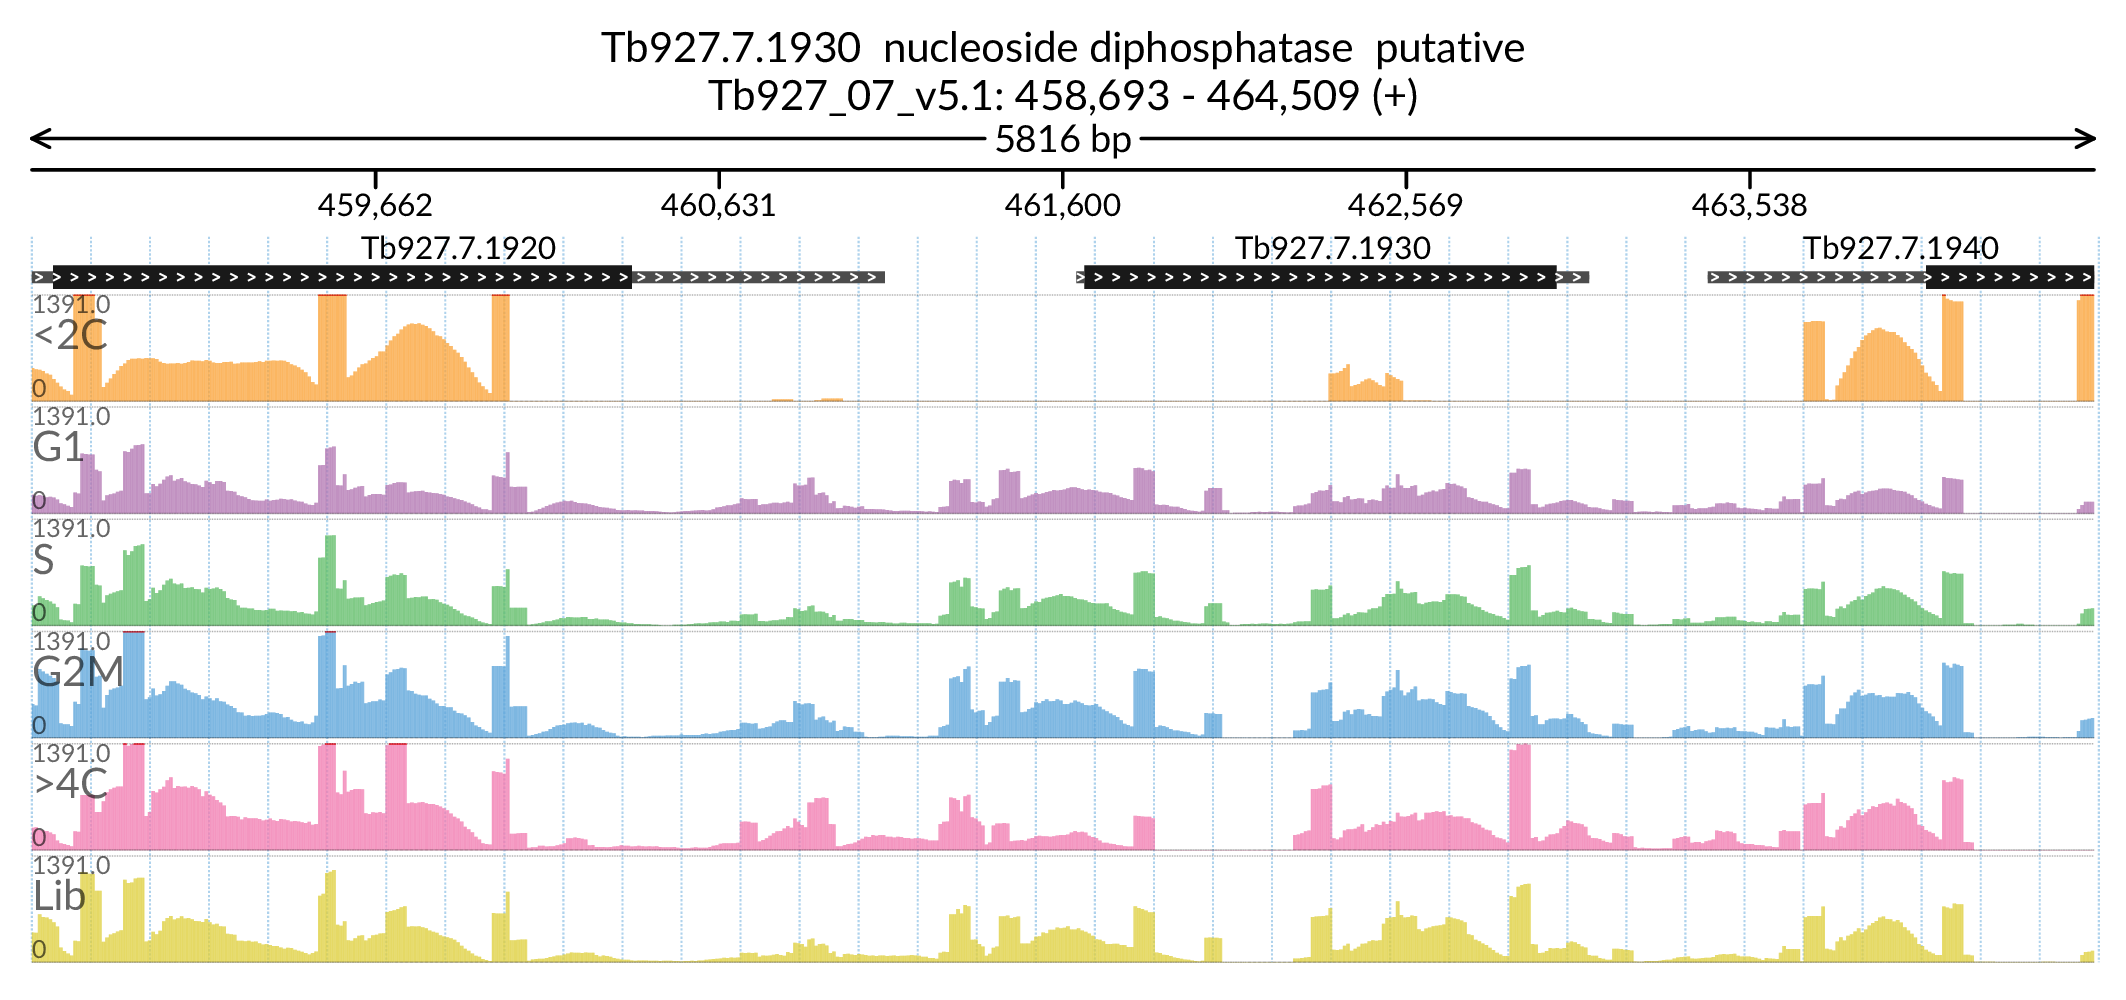 Tb927.7.1930 nucleoside diphosphatase putative
Tb927_07_v5.1: 458,693 - 464,509 (+)
5816 bp
459,662 460,631 461,600 462,569 463,538
Tb927.7.1920 Tb927.7.1930 Tb927.7.1940
1391.0
<2C
0
1391.0
G1
0
1391.0
S
0
1391.0
G2M
0
1391.0
>4C
0
1391.0
Lib
0